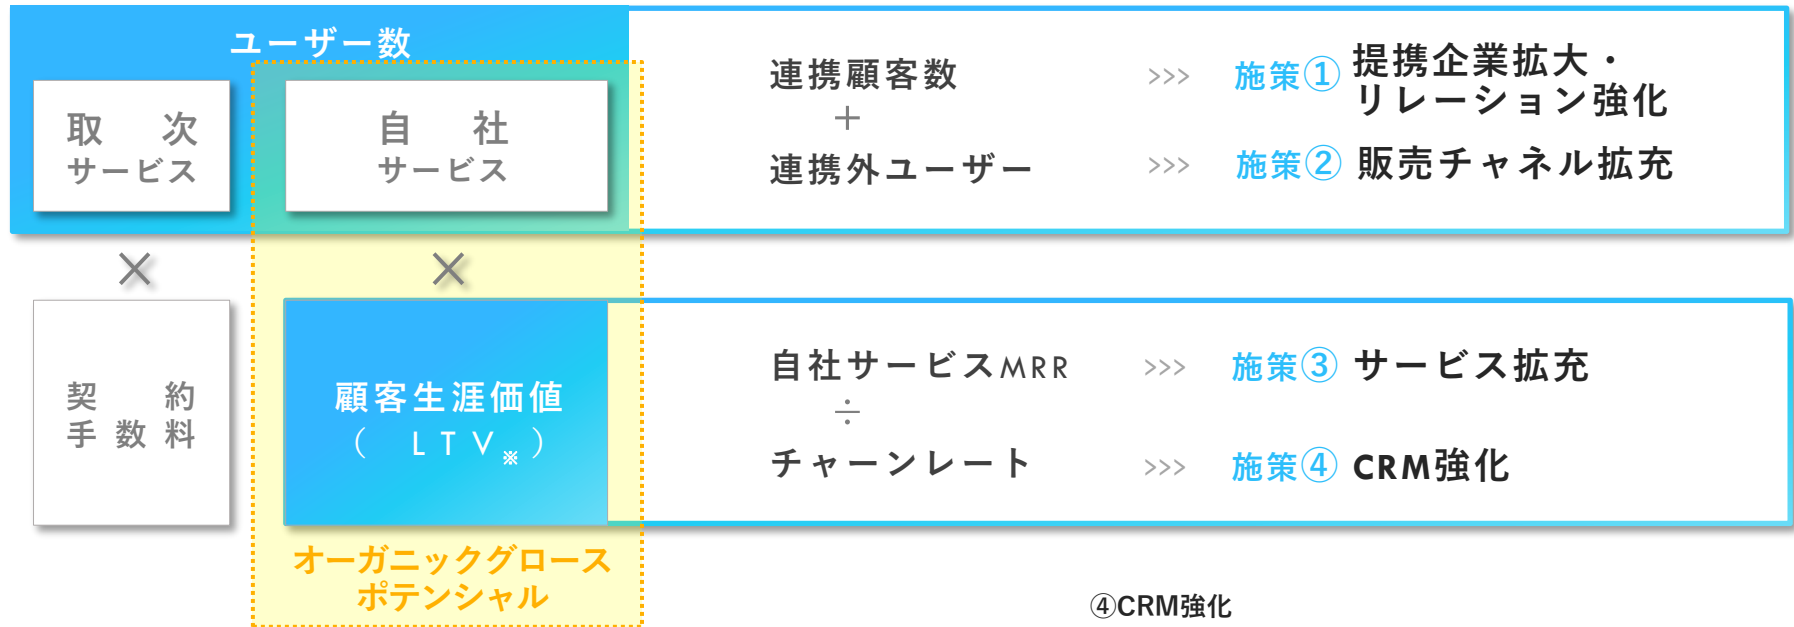 ユーザー数
取次
サービス
自社
サービス
連携顧客数
＋
連携外ユーザー
>>> 施策① 提携企業拡大・
リレーション強化
>>> 施策② 販売チャネル拡充
×
×
契約
手数料
顧客生涯価値
（LTV※）
自社サービスMRR
÷
チャーンレート
>>> 施策③ サービス拡充
>>> 施策④ CRM強化
オーガニックグロース
ポテンシャル
④CRM強化